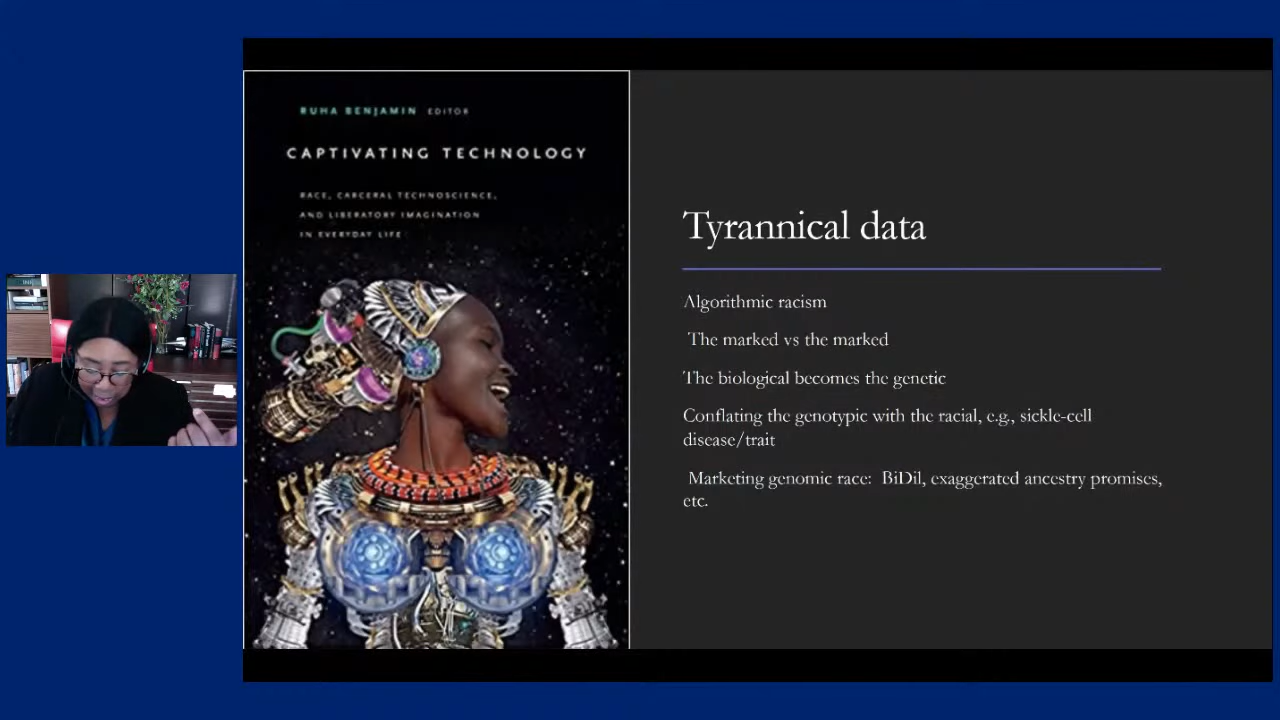 RUHA BENJAMIN EDITOR
CAPTIVATING TECHNOLOGY
RACE, CARCERAL TECHNOSCIENCE,
AND LIBERATORY IMAGINATION
IN EVERYDAY LIFE
Tyrannical data
Algorithmic racism
The marked vs the marked
The biological becomes the genetic
Conflating the genotypic with the racial, e.g., sickle-cell
disease/trait
Marketing genomic race: BiDil, exaggerated ancestry promises,
etc.